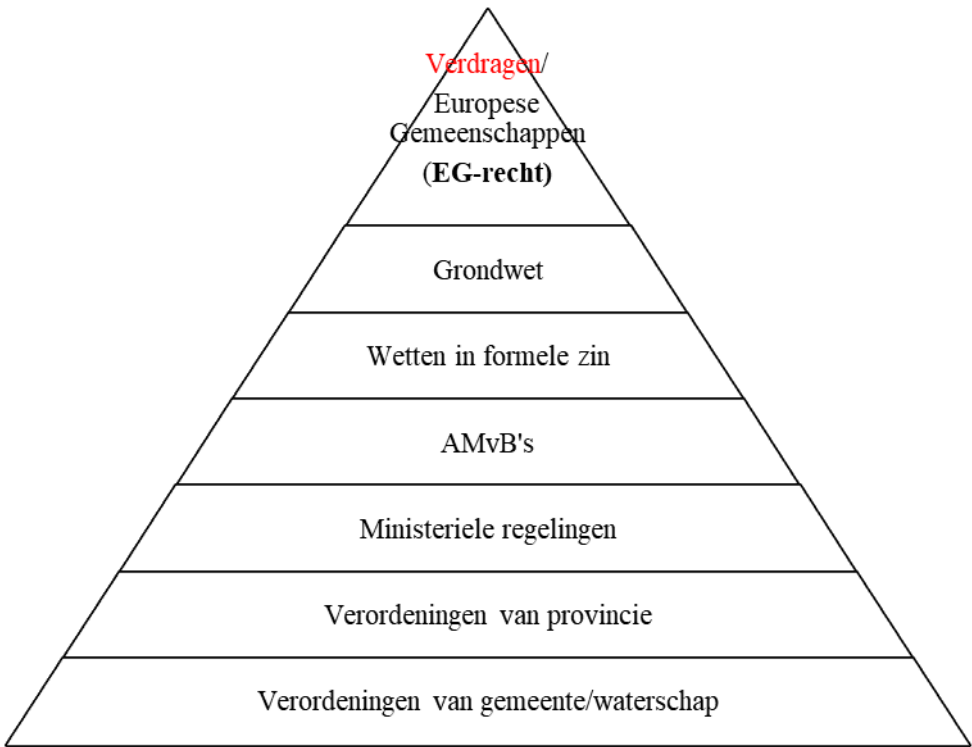 Verdragen/
Europese
Gemeenschappen
(EG-recht)
Grondwet
Wetten in formele zin
AMvB's
Ministeriele regelingen
Verordeningen van provincie
Verordeningen van gemeente/waterschap